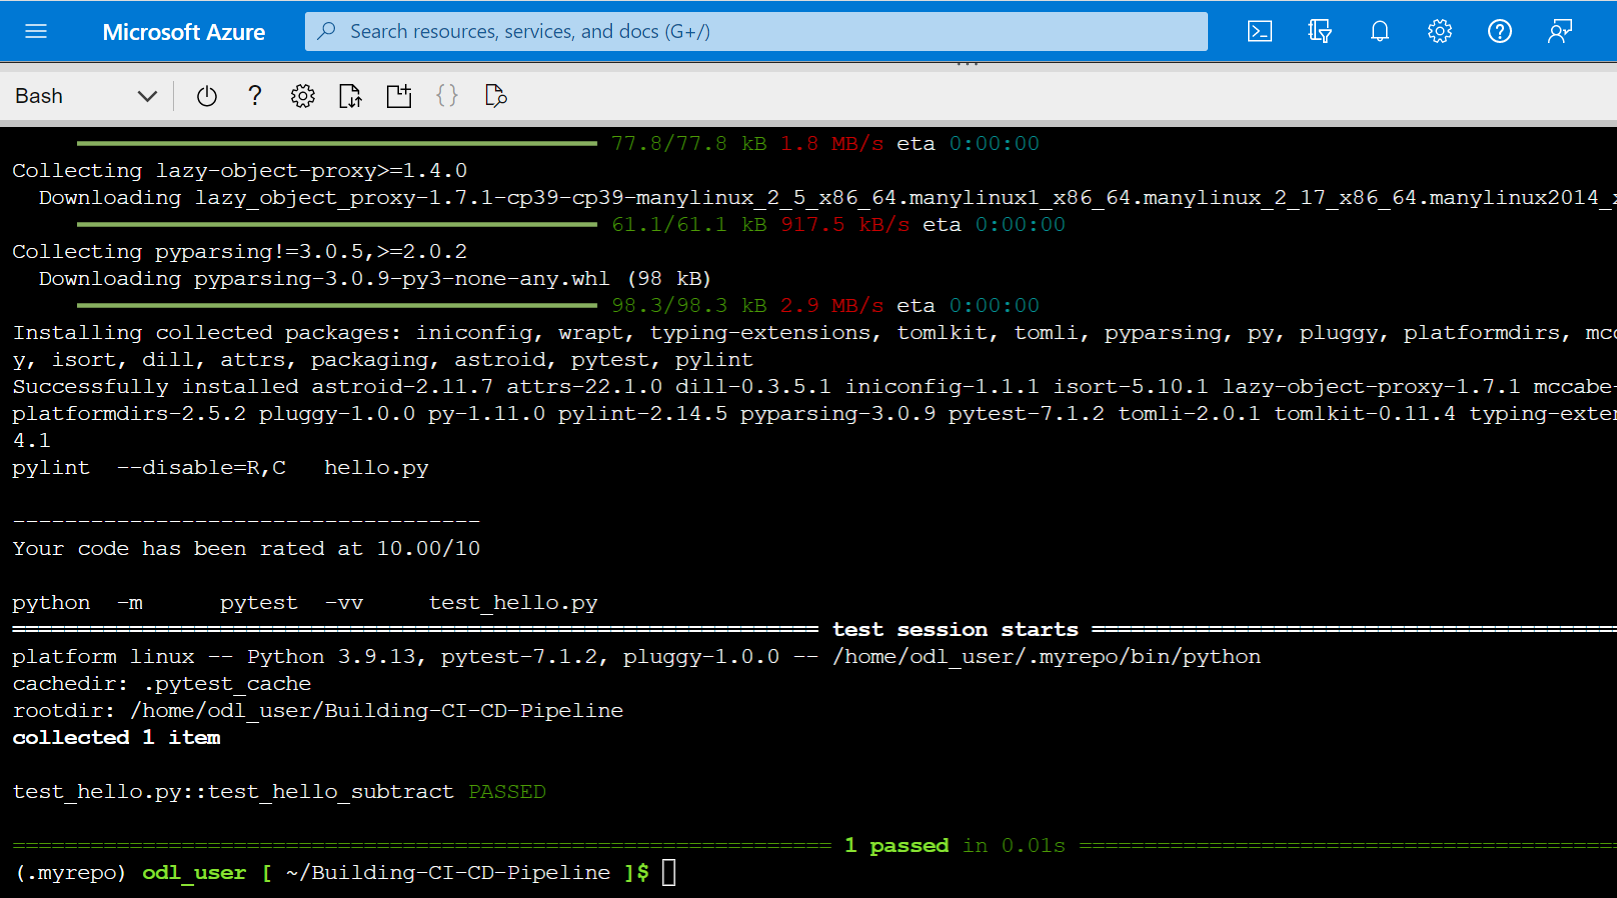 Microsoft Azure
Search resources, services, and docs (G+/)
Bash
77.8/77.8 kB 1.8 MB/s eta 0:00:00
Collecting lazy-object-proxy>=1.4.0
Downloading lazy_object_proxy-1.7.1-cp39-cp39-manylinux_2_5_x86_64.manylinux1_x86_64.manylinux_2_17_x86_64.manylinux2014_x
61.1/61.1 kB 917.5 kB/s eta 0:00:00
Collecting pyparsing!=3.0.5,>=2.0.2
Downloading pyparsing-3.0.9-py3-none-any.whl (98 kB)
98.3/98.3 kB 2.9 MB/s eta 0:00:00
Installing collected packages: iniconfig, wrapt, typing-extensions, tomlkit, tomli, pyparsing, py, pluggy, platformdirs, mcc
y, isort, dill, attrs, packaging, astroid, pytest, pylint
Successfully installed astroid-2.11.7 attrs-22.1.0 dill-0.3.5.1 iniconfig-1.1.1 isort-5.10.1 lazy-object-proxy-1.7.1 mccabe-
platformdirs-2.5.2 pluggy-1.0.0 py-1.11.0 pylint-2.14.5 pyparsing-3.0.9 pytest-7.1.2 tomli-2.0.1 tomlkit-0.11.4 typing-exten
4.1
pylint --disable=R,C hello.py
------------------------------------
Your code has been rated at 10.00/10
python -m pytest -vv test_hello.py
============================================================== test session starts =========================================
platform linux -- Python 3.9.13, pytest-7.1.2, pluggy-1.0.0 -- /home/odl_user/.myrepo/bin/python
cachedir: .pytest_cache
rootdir: /home/odl_user/Building-CI-CD-Pipeline
collected 1 item
test_hello.py::test_hello_subtract PASSED
=============================================================== 1 passed in 0.01s ==========================================
(.myrepo) odl_user [ ~/Building-CI-CD-Pipeline ]$